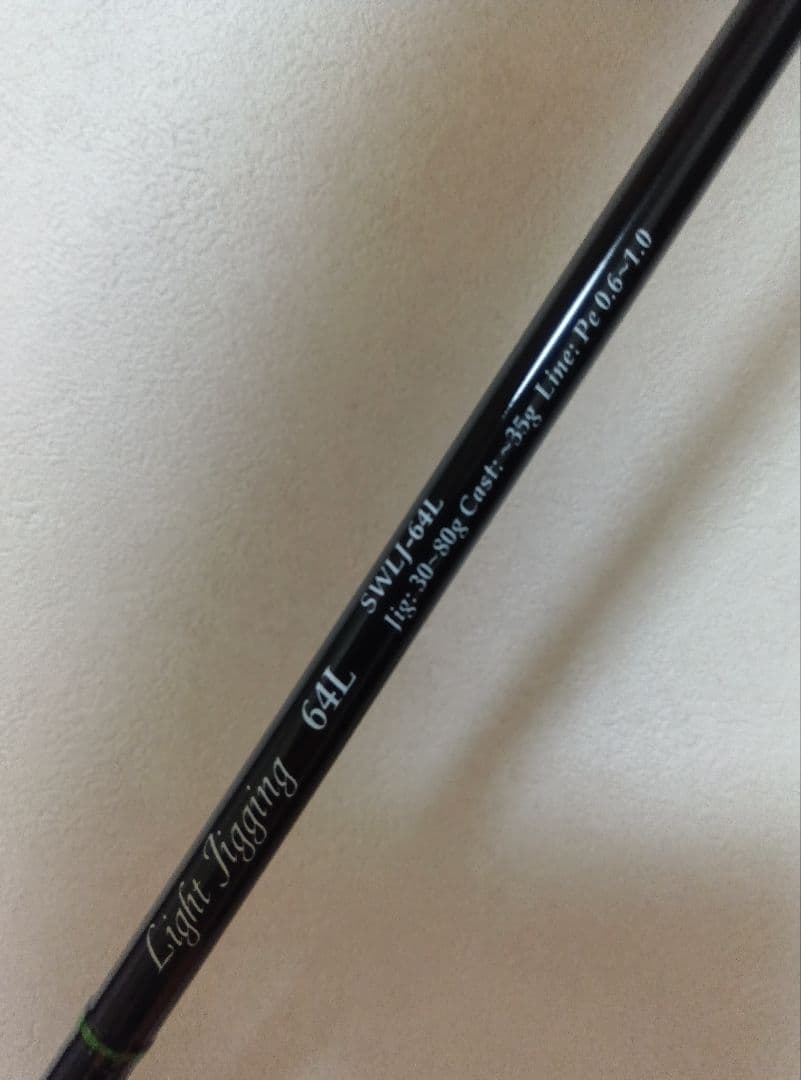 Light Jigging 64L
SWLJ-64L
Jig: 30~80g Cast: ~35g Line: Pe 0.6~1.0